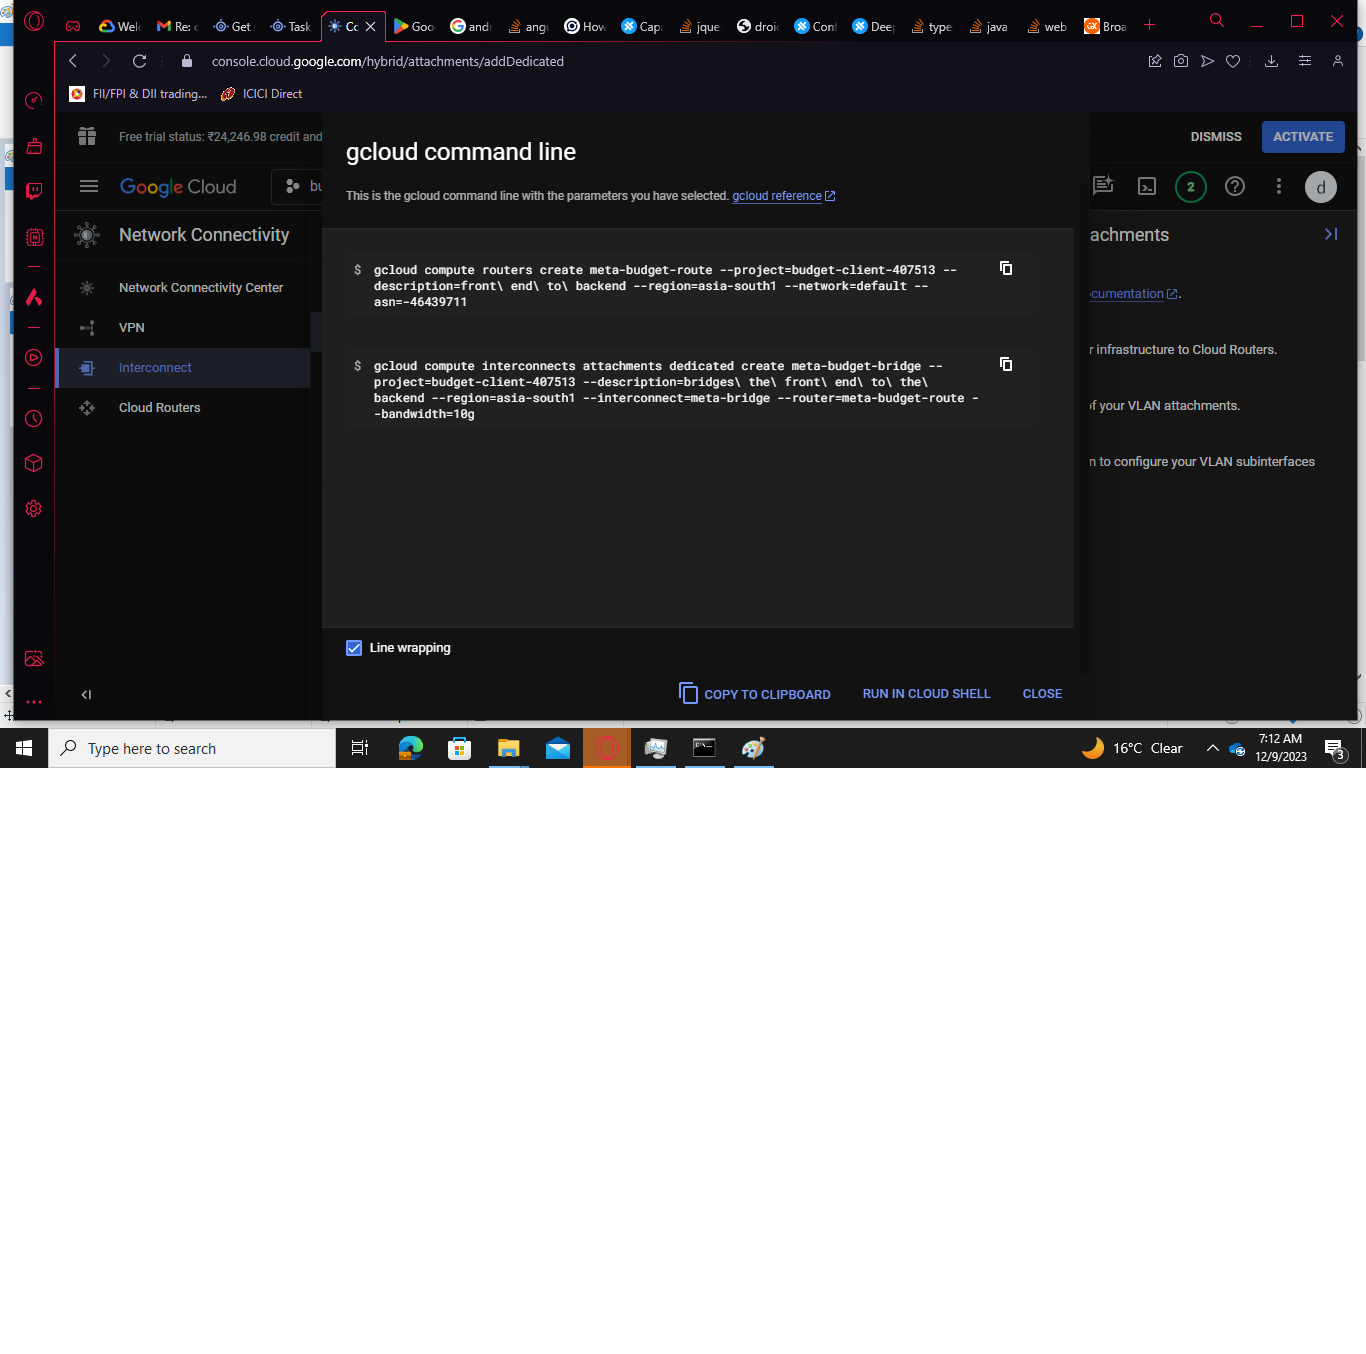 Welc
Re: c
Get
Task
Cc
Goo
andr
angu
How
Capa
jque
droi
Conf
Deep
type
java
web
Broa
console.cloud.google.com/hybrid/attachments/addDedicated
FII/FPI & DII trading...
ICICI Direct
Free trial status: ₹24,246.98 credit and
DISMISS
ACTIVATE
Google Cloud
bu
2
d
Network Connectivity
Network Connectivity Center
VPN
Interconnect
Cloud Routers
gcloud command line
This is the gcloud command line with the parameters you have selected. gcloud reference
$ gcloud compute routers create meta-budget-route --project=budget-client-407513 --
description=front\ end\ to\ backend --region=asia-south1 --network=default --
asn=-46439711
$ gcloud compute interconnects attachments dedicated create meta-budget-bridge --
project=budget-client-407513 --description=bridges\ the\ front\ end\ to\ the\
backend --region=asia-south1 --interconnect=meta-bridge --router=meta-budget-route -
-bandwidth=10g
Line wrapping
COPY TO CLIPBOARD
RUN IN CLOUD SHELL
CLOSE
achments
cumentation.
r infrastructure to Cloud Routers.
of your VLAN attachments.
n to configure your VLAN subinterfaces
Type here to search
16°C Clear
7:12 AM
12/9/2023
3